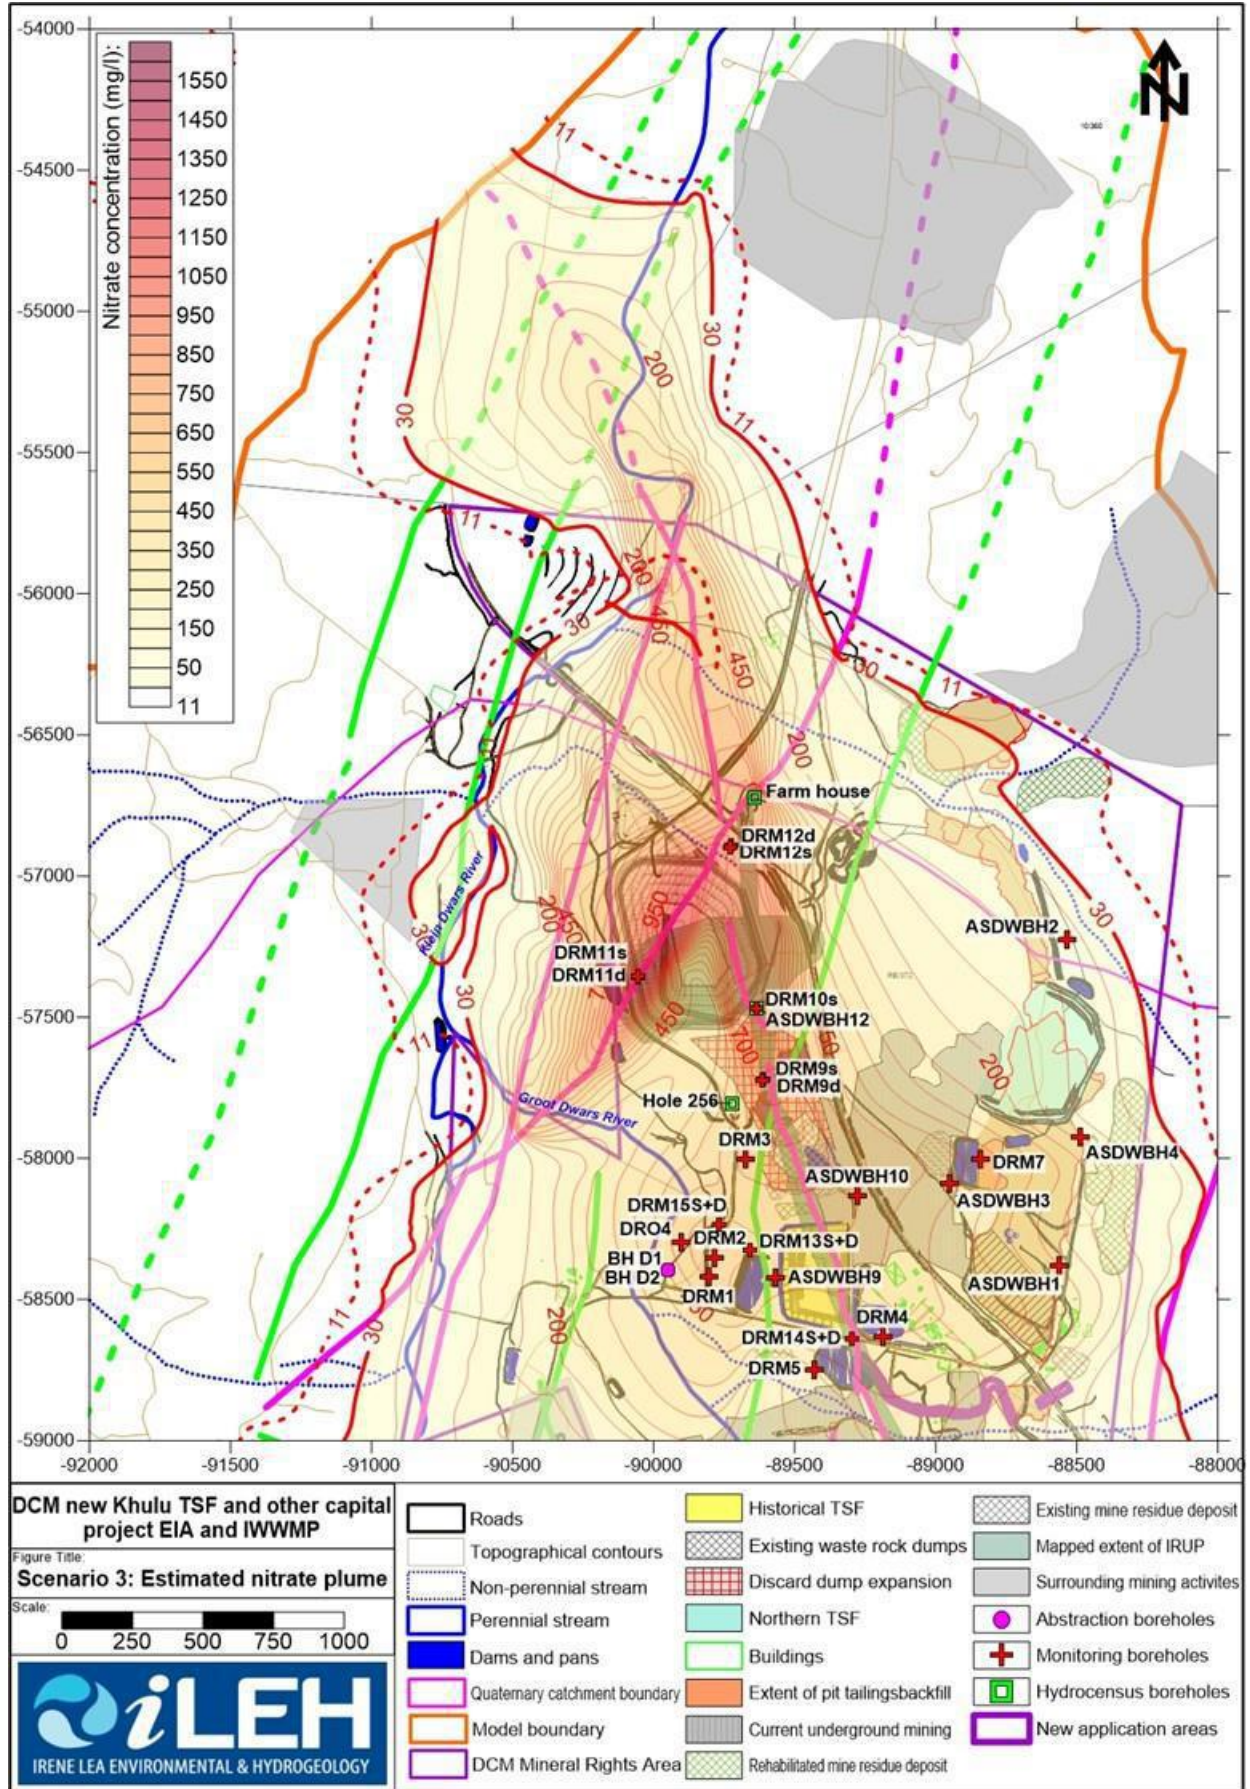 -54000
-54500
-55000
-55500
-56000
-56500
-57000
-57500
-58000
-58500
-59000
-92000
-91500
-91000
-90500
-90000
-89500
-89000
-88500
-88000
Nitrate concentration (mg/l):
1550
1450
1350
1250
1150
1050
950
850
750
650
550
450
350
250
150
50
11
N
11
30
200
30
11
11
200
30
450
450
30
11
200
11
Farm house
DRM12d
DRM12s
950
200
450
30
Klein Dwars River
30
ASDWBH2
DRM11s
DRM11d
DRM10s
ASDWBH12
450
700
30
11
200
DRM9s
DRM9d
Hole 256
Groot Dwars River
DRM3
DRM7
ASDWBH4
ASDWBH10
ASDWBH3
DRM15S+D
DRO4
DRM2
DRM13S+D
BH D1
BH D2
ASDWBH9
ASDWBH1
DRM1
DRM4
DRM14S+D
DRM5
200
11
30
DCM new Khulu TSF and other capital
project EIA and IWWMP
Figure Title:
Scenario 3: Estimated nitrate plume
Scale:
0 250 500 750 1000
iLEH
IRENE LEA ENVIRONMENTAL & HYDROGEOLOGY
Roads
Topographical contours
Non-perennial stream
Perennial stream
Dams and pans
Quaternary catchment boundary
Model boundary
DCM Mineral Rights Area
Historical TSF
Existing waste rock dumps
Discard dump expansion
Northern TSF
Buildings
Extent of pit tailingsbackfill
Current underground mining
Rehabilitated mine residue deposit
Existing mine residue deposit
Mapped extent of IRUP
Surrounding mining activites
Abstraction boreholes
Monitoring boreholes
Hydrocensus boreholes
New application areas